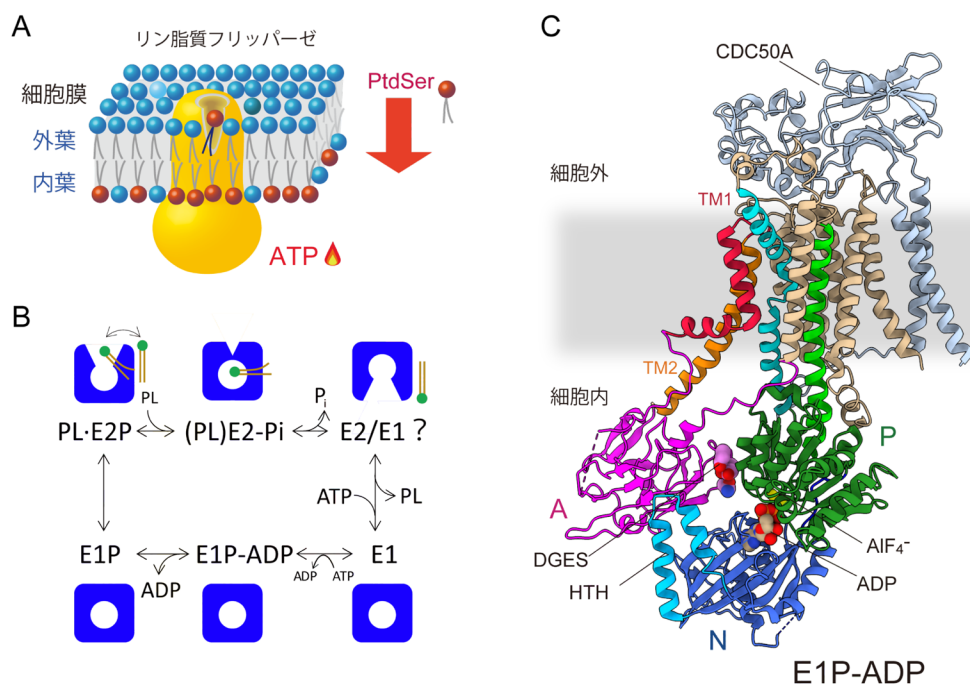 A
リン脂質フリッパーゼ
細胞膜
外葉
内葉
PtdSer
ATP
B
PL
Pi
PL·E2P
(PL)E2-Pi
E2/E1 ?
ATP
PL
E1P
E1P-ADP
E1
ADP
ADP
ATP
C
CDC50A
細胞外
TM1
TM2
細胞内
P
A
DGES
HTH
AlF₄⁻
ADP
N
E1P-ADP